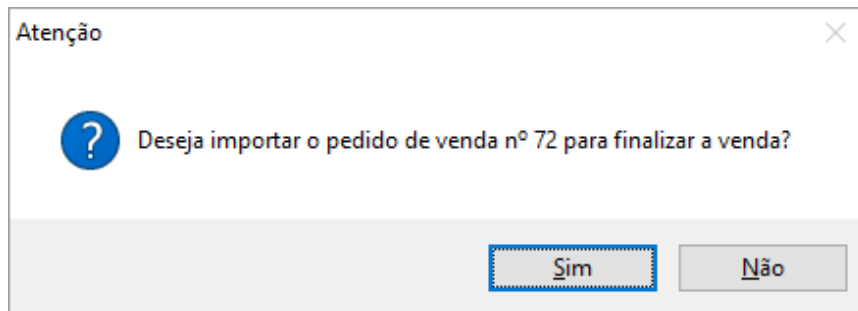 Atenção
Deseja importar o pedido de venda nº 72 para finalizar a venda?
Sim
Não